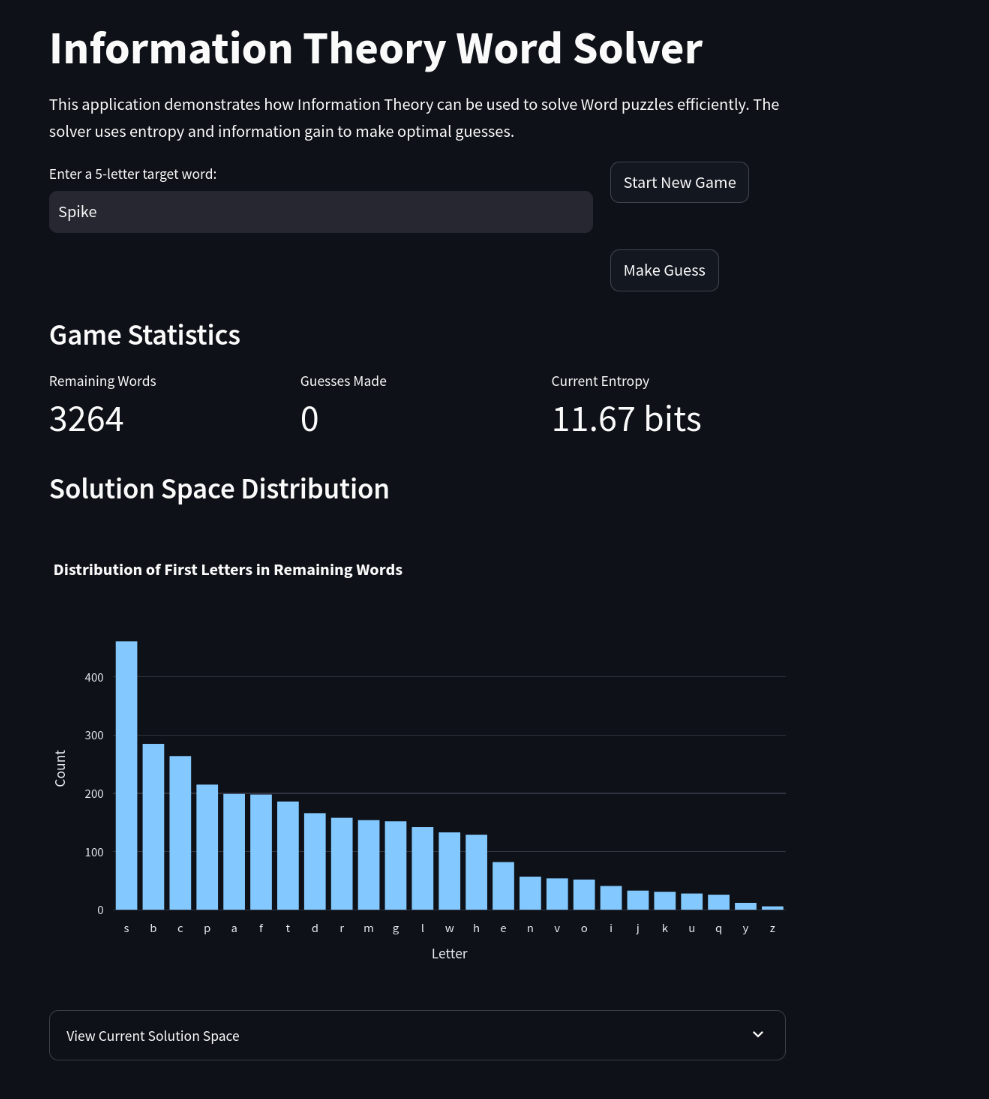 Information Theory Word Solver
This application demonstrates how Information Theory can be used to solve Word puzzles efficiently. The
solver uses entropy and information gain to make optimal guesses.
Enter a 5-letter target word:
Spike
Start New Game
Make Guess
Game Statistics
Remaining Words
3264
Guesses Made
0
Current Entropy
11.67 bits
Solution Space Distribution
Distribution of First Letters in Remaining Words
Count
400
300
200
100
0
s b c p a f t d r m g l w h e n v o i j k u q y z
Letter
View Current Solution Space